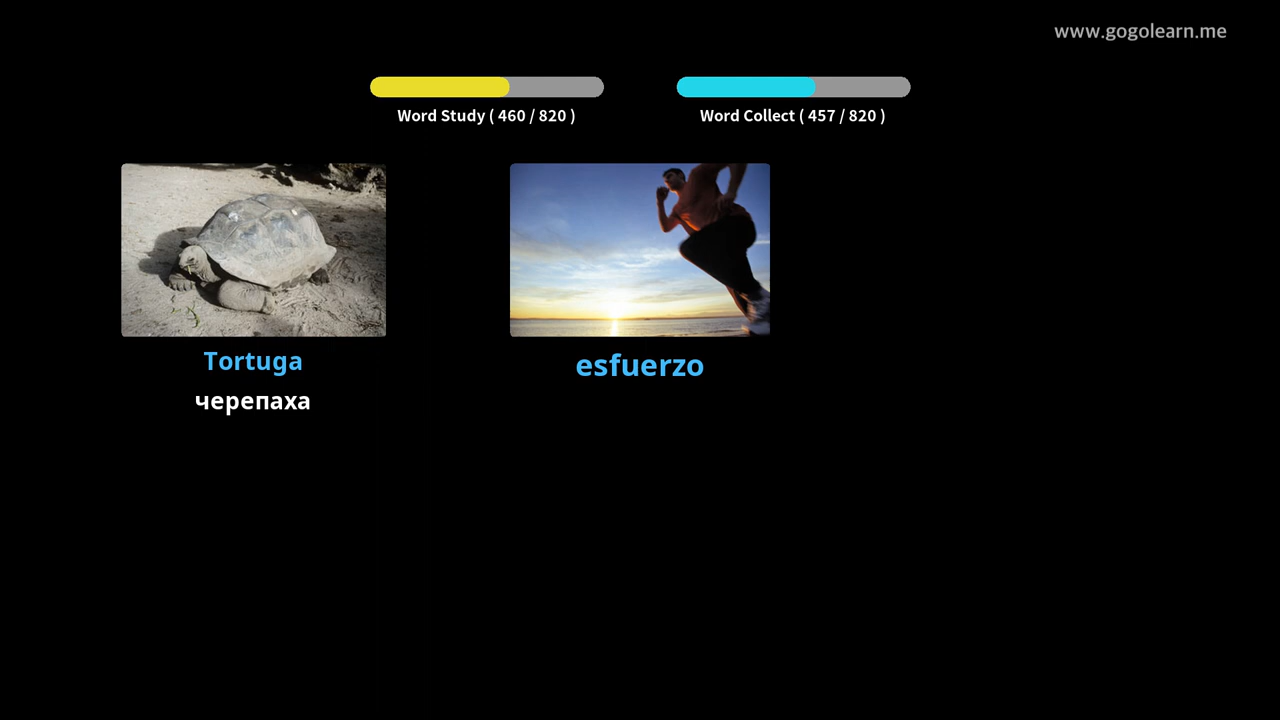 www.gogolearn.me
Word Study ( 460 / 820 )
Word Collect ( 457 / 820 )
Tortuga
черепаха
esfuerzo